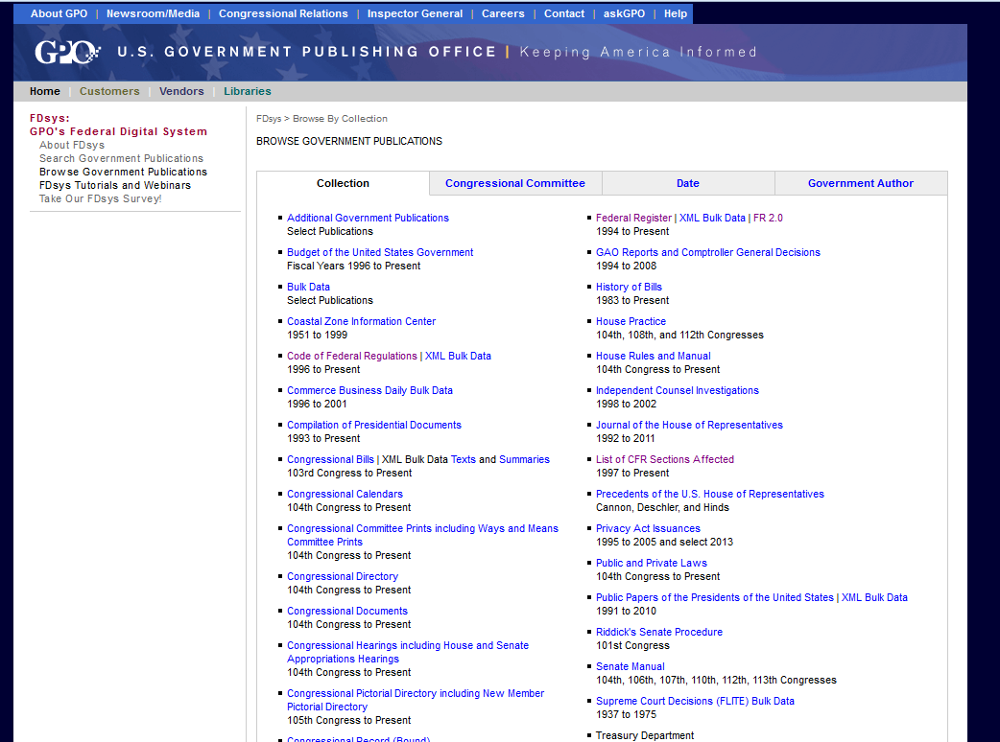 About GPO | Newsroom/Media | Congressional Relations | Inspector General | Careers | Contact | askGPO | Help
GPO U.S. GOVERNMENT PUBLISHING OFFICE | Keeping America Informed
Home | Customers | Vendors | Libraries
FDsys:
GPO's Federal Digital System
About FDsys
Search Government Publications
Browse Government Publications
FDsys Tutorials and Webinars
Take Our FDsys Survey!
FDsys > Browse By Collection
BROWSE GOVERNMENT PUBLICATIONS
Collection Congressional Committee Date Government Author
Additional Government Publications
Select Publications
Budget of the United States Government
Fiscal Years 1996 to Present
Bulk Data
Select Publications
Coastal Zone Information Center
1951 to 1999
Code of Federal Regulations | XML Bulk Data
1996 to Present
Commerce Business Daily Bulk Data
1996 to 2001
Compilation of Presidential Documents
1993 to Present
Congressional Bills | XML Bulk Data Texts and Summaries
103rd Congress to Present
Congressional Calendars
104th Congress to Present
Congressional Committee Prints including Ways and Means
Committee Prints
104th Congress to Present
Congressional Directory
104th Congress to Present
Congressional Documents
104th Congress to Present
Congressional Hearings including House and Senate
Appropriations Hearings
104th Congress to Present
Congressional Pictorial Directory including New Member
Pictorial Directory
105th Congress to Present
Congressional Record (Bound)
Federal Register | XML Bulk Data | FR 2.0
1994 to Present
GAO Reports and Comptroller General Decisions
1994 to 2008
History of Bills
1983 to Present
House Practice
104th, 108th, and 112th Congresses
House Rules and Manual
104th Congress to Present
Independent Counsel Investigations
1998 to 2002
Journal of the House of Representatives
1992 to 2011
List of CFR Sections Affected
1997 to Present
Precedents of the U.S. House of Representatives
Cannon, Deschler, and Hinds
Privacy Act Issuances
1995 to 2005 and select 2013
Public and Private Laws
104th Congress to Present
Public Papers of the Presidents of the United States | XML Bulk Data
1991 to 2010
Riddick's Senate Procedure
101st Congress
Senate Manual
104th, 106th, 107th, 110th, 112th, 113th Congresses
Supreme Court Decisions (FLITE) Bulk Data
1937 to 1975
Treasury Department